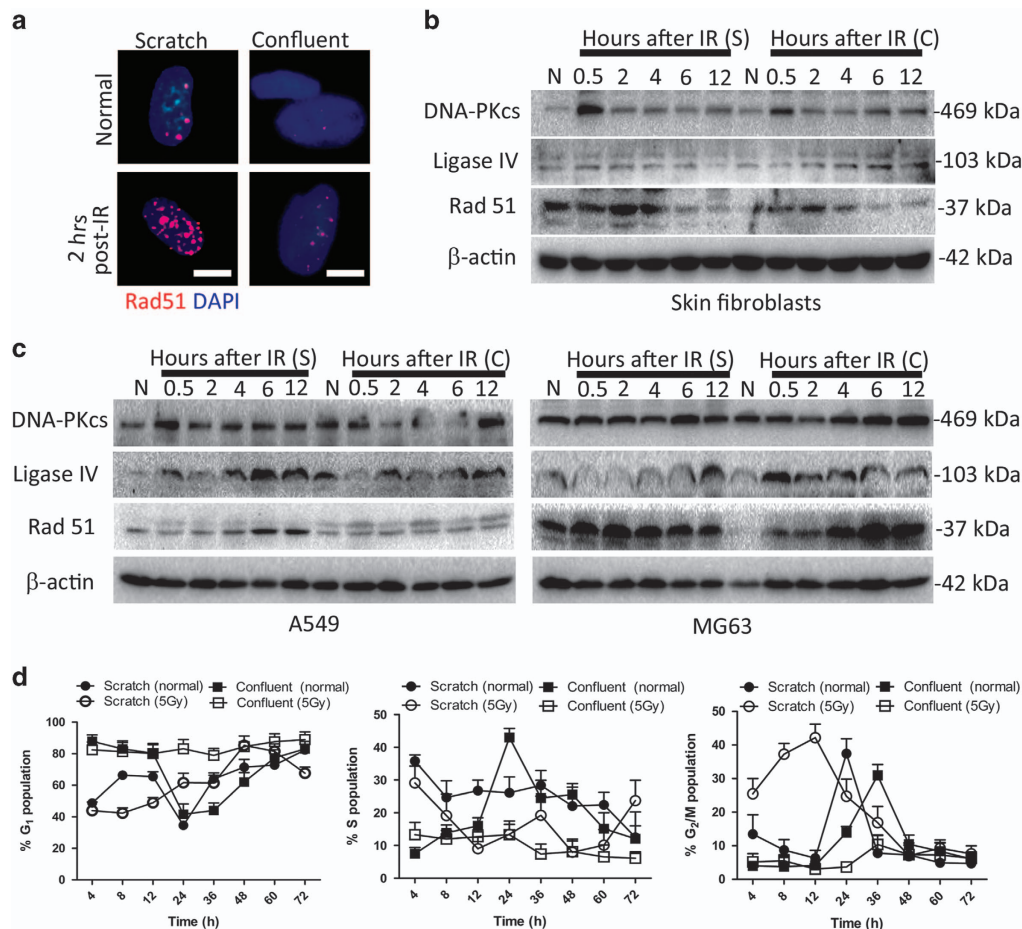 a
Scratch Confluent
Normal
2 hrs
post-IR
Rad51 DAPI
b
Hours after IR (S) Hours after IR (C)
N 0.5 2 4 6 12 N 0.5 2 4 6 12
DNA-PKcs -469 kDa
Ligase IV -103 kDa
Rad 51 -37 kDa
β-actin -42 kDa
Skin fibroblasts
c
Hours after IR (S) Hours after IR (C) Hours after IR (S) Hours after IR (C)
N 0.5 2 4 6 12 N 0.5 2 4 6 12 N 0.5 2 4 6 12 N 0.5 2 4 6 12
DNA-PKcs -469 kDa
Ligase IV -103 kDa
Rad 51 -37 kDa
β-actin -42 kDa
A549 MG63
d
Scratch (normal) Confluent (normal)
Scratch (5Gy) Confluent (5Gy)
% G1 population
100
80
60
40
20
0
4 8 12 24 36 48 60 72
Time (h)
Scratch (normal) Confluent (normal)
Scratch (5Gy) Confluent (5Gy)
% S population
50
40
30
20
10
0
4 8 12 24 36 48 60 72
Time (h)
Scratch (normal) Confluent (normal)
Scratch (5Gy) Confluent (5Gy)
% G2/M population
50
40
30
20
10
0
4 8 12 24 36 48 60 72
Time (h)